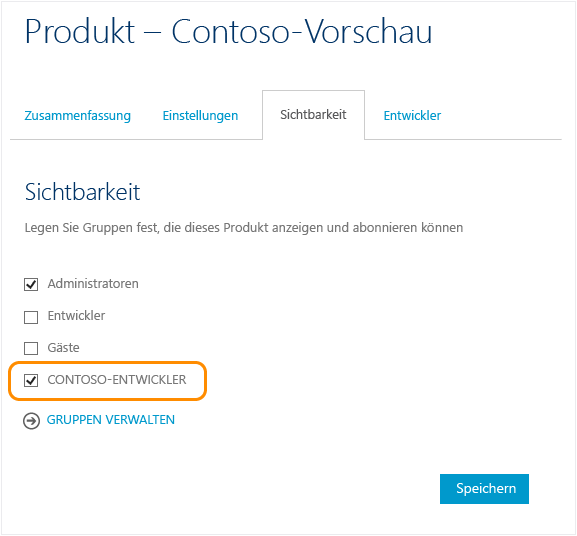 Produkt – Contoso-Vorschau
Zusammenfassung Einstellungen Sichtbarkeit Entwickler
Sichtbarkeit
Legen Sie Gruppen fest, die dieses Produkt anzeigen und abonnieren können
Administratoren
Entwickler
Gäste
CONTOSO-ENTWICKLER
GRUPPEN VERWALTEN
Speichern